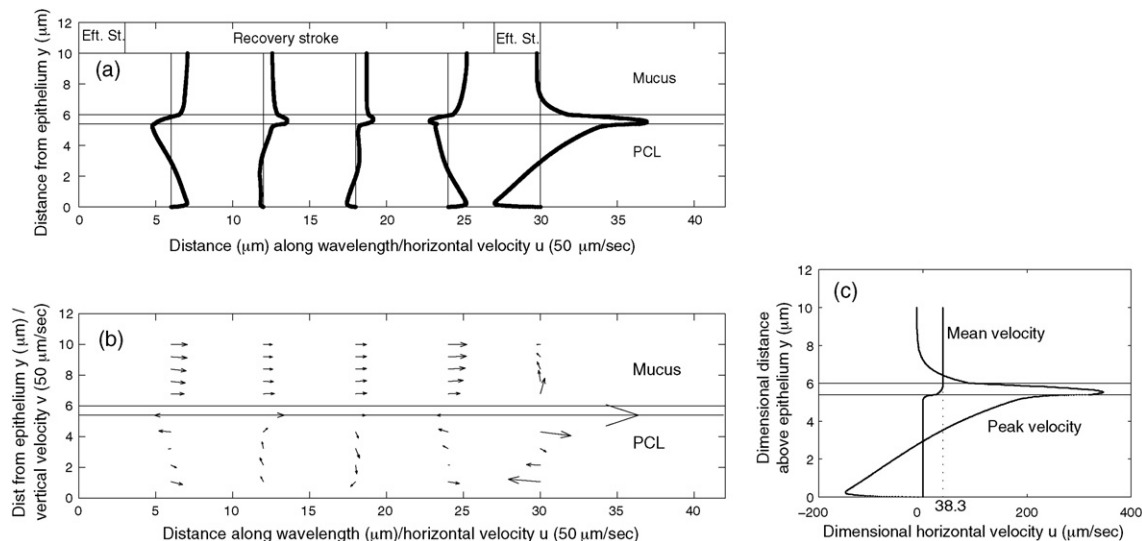 12
10
8
6
4
2
0
Distance from epithelium y (μm)
Eft. St.
Recovery stroke
Eft. St.
(a)
Mucus
PCL
0 5 10 15 20 25 30 35 40
Distance (μm) along wavelength/horizontal velocity u (50 μm/sec)
12
10
8
6
4
2
0
Dist from epithelium y (μm) /
vertical velocity v (50 μm/sec)
(b)
Mucus
PCL
0 5 10 15 20 25 30 35 40
Distance along wavelength (μm)/horizontal velocity u (50 μm/sec)
12
10
8
6
4
2
0
Dimensional distance
above epithelium y (μm)
(c)
Mean velocity
Peak velocity
38.3
-200 0 200 400
Dimensional horizontal velocity u (μm/sec)